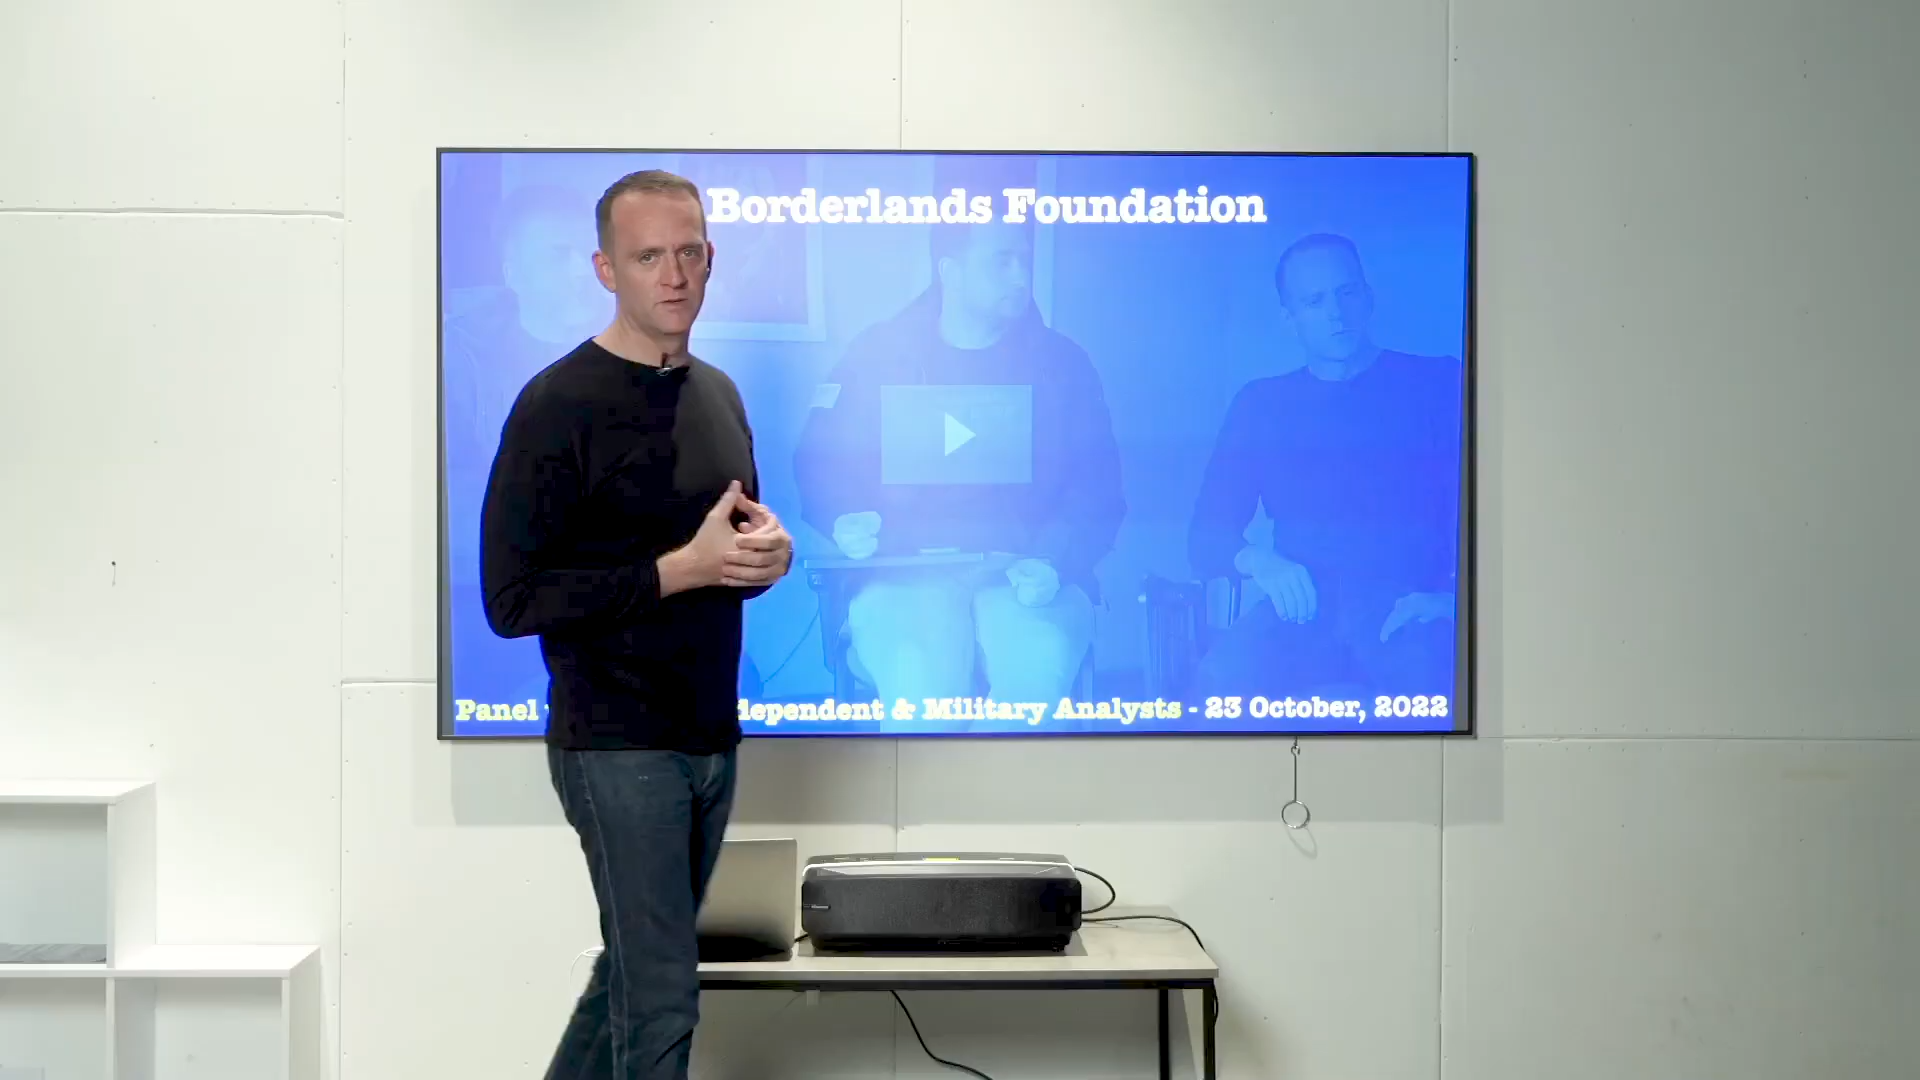 Borderlands Foundation
Panel dependent & Military Analysts - 23 October, 2022